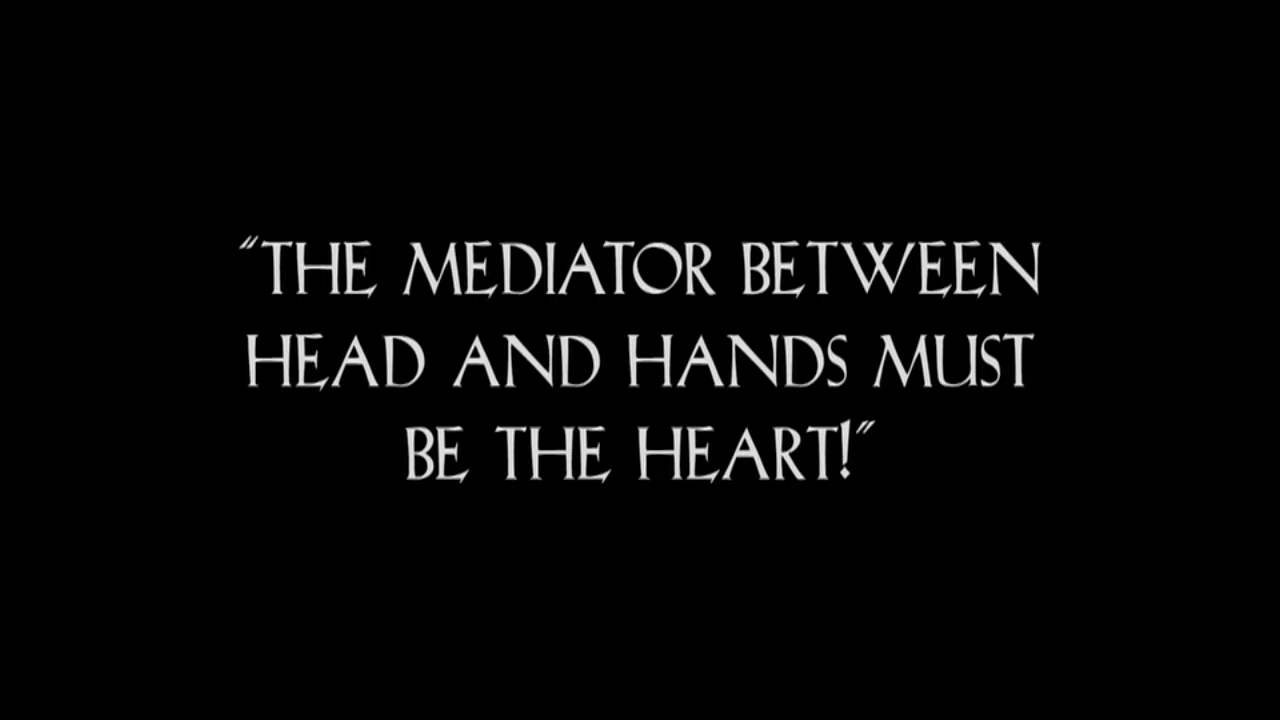 "THE MEDIATOR BETWEEN
HEAD AND HANDS MUST
BE THE HEART!"